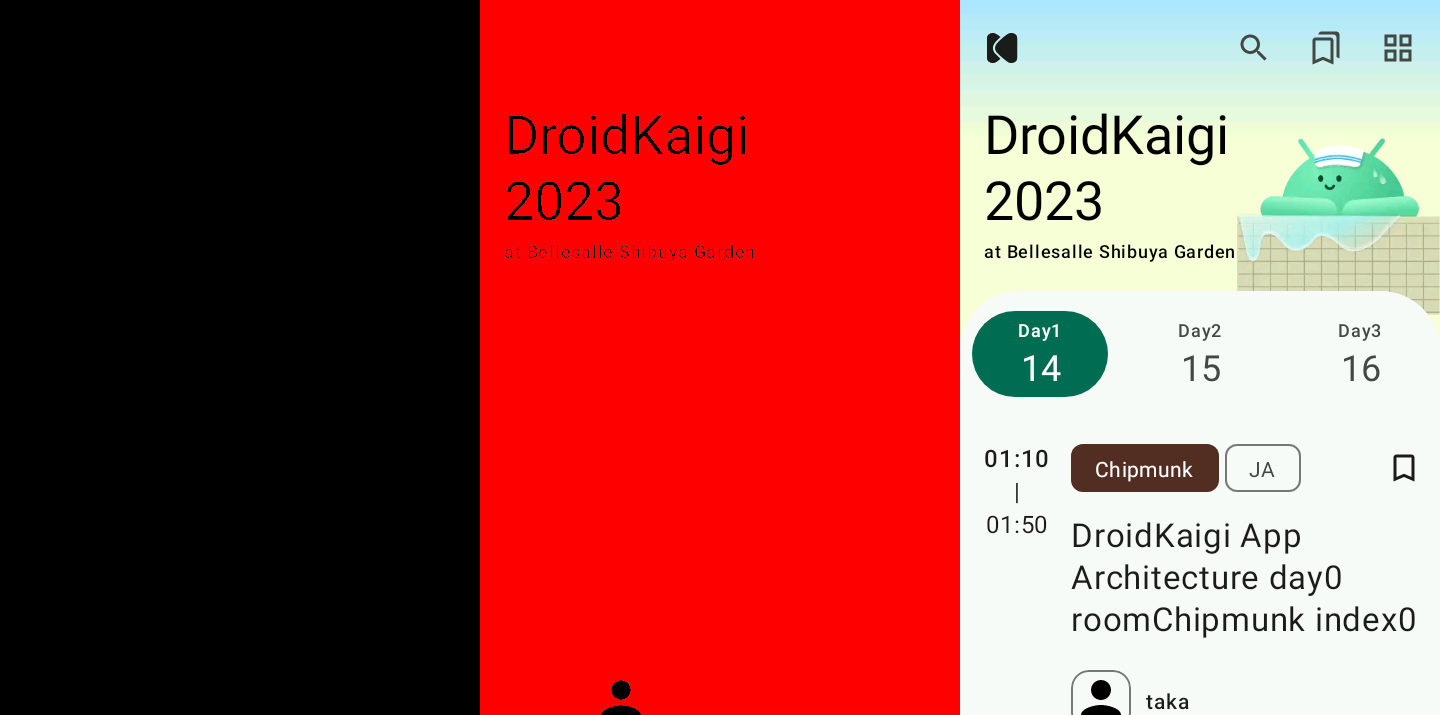 DroidKaigi
2023
at Bellesalle Shibuya Garden
DroidKaigi
2023
at Bellesalle Shibuya Garden
Day1
14
Day2
15
Day3
16
01:10
|
01:50
Chipmunk
JA
DroidKaigi App
Architecture day0
roomChipmunk index0
taka